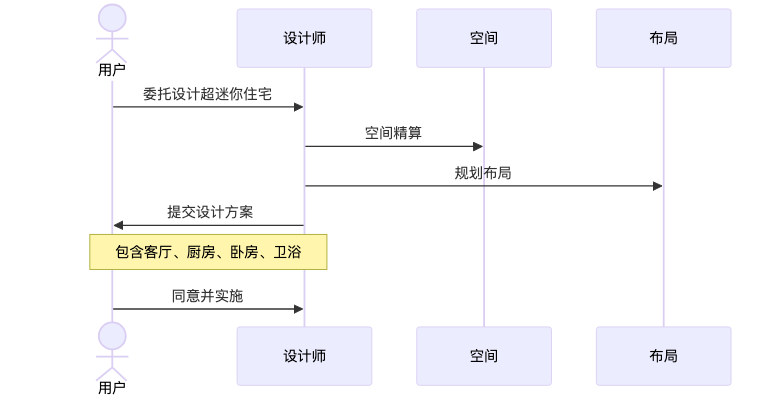 用户
设计师
空间
布局
委托设计超迷你住宅
空间精算
规划布局
提交设计方案
包含客厅、厨房、卧房、卫浴
同意并实施
用户
设计师
空间
布局